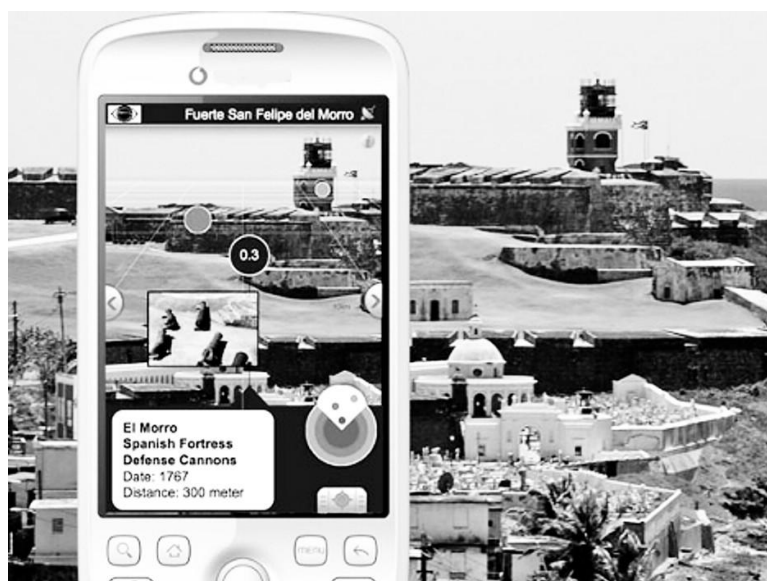 Fuerte San Felipe del Morro
0.3
El Morro
Spanish Fortress
Defense Cannons
Date: 1767
Distance: 300 meter
menu